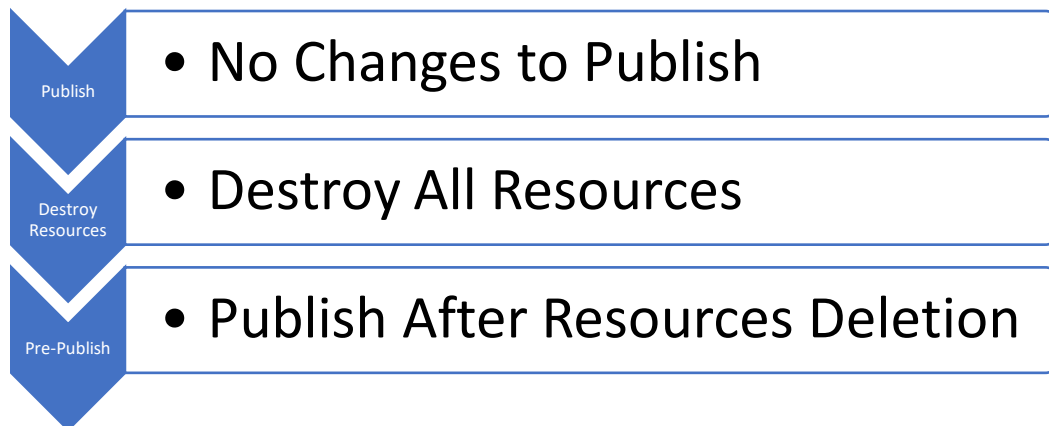 Publish
• No Changes to Publish
Destroy
Resources
• Destroy All Resources
Pre-Publish
• Publish After Resources Deletion